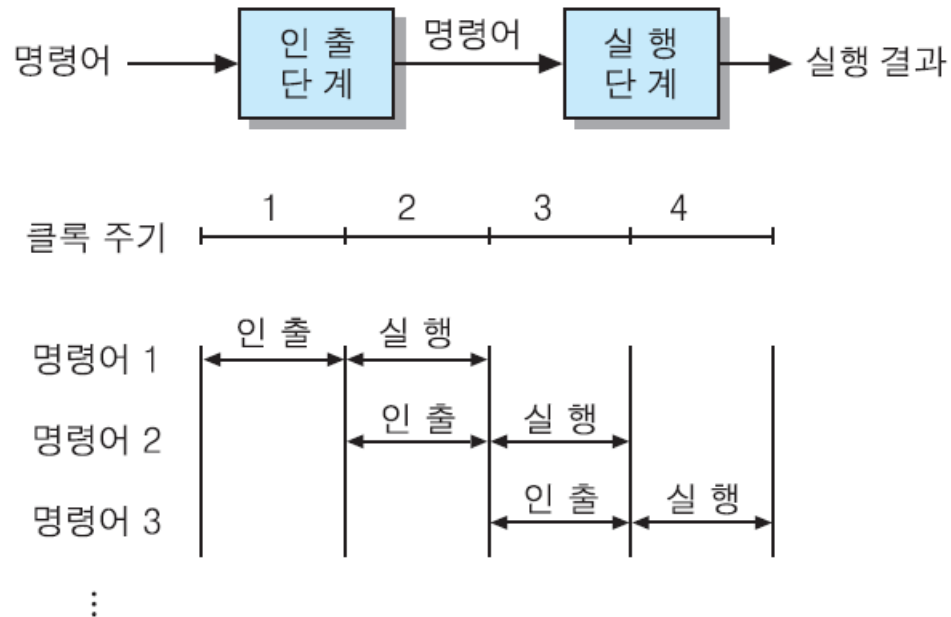 명령어 인 출 단 계 명령어 실 행 단 계 실행 결과
클록 주기 1 2 3 4
명령어 1 인 출 실 행
명령어 2 인 출 실 행
명령어 3 인 출 실 행
⋮